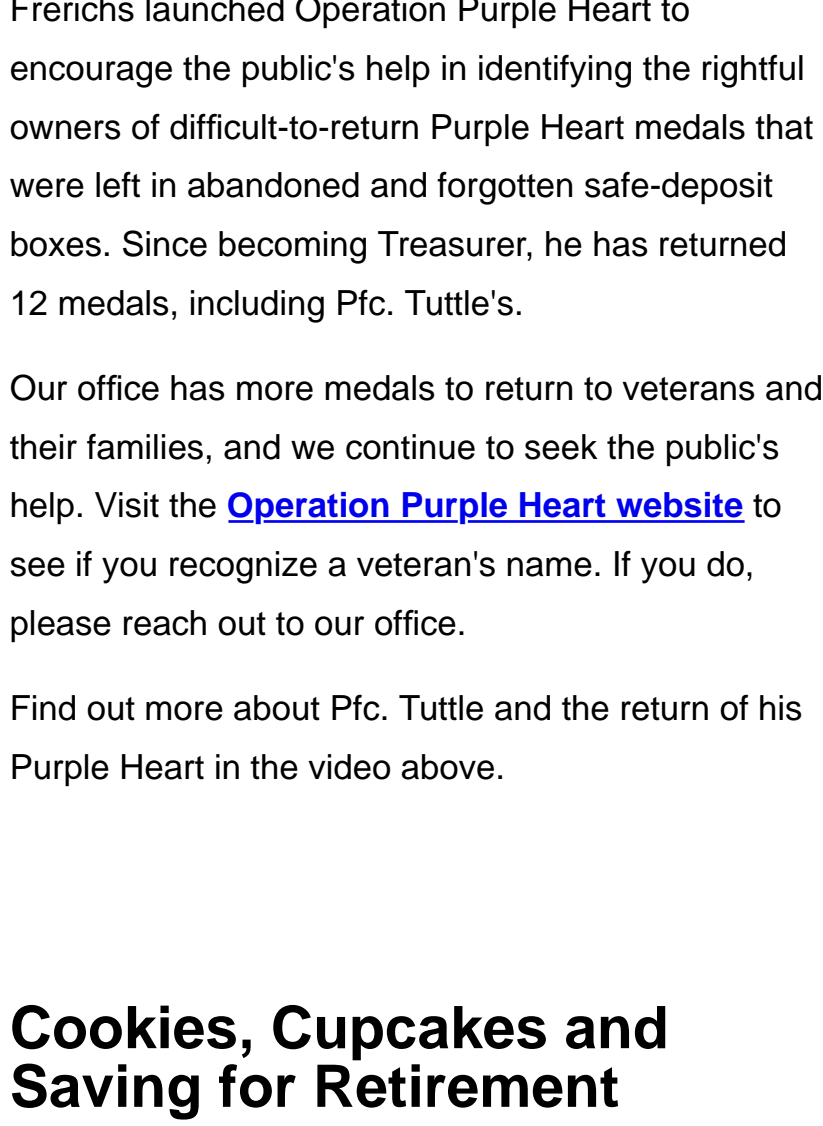 Frerichs launched Operation Purple Heart to
encourage the public's help in identifying the rightful
owners of difficult-to-return Purple Heart medals that
were left in abandoned and forgotten safe-deposit
boxes. Since becoming Treasurer, he has returned
12 medals, including Pfc. Tuttle's.
Our office has more medals to return to veterans and
their families, and we continue to seek the public's
help. Visit the Operation Purple Heart website to
see if you recognize a veteran's name. If you do,
please reach out to our office.
Find out more about Pfc. Tuttle and the return of his
Purple Heart in the video above.
Cookies, Cupcakes and
Saving for Retirement